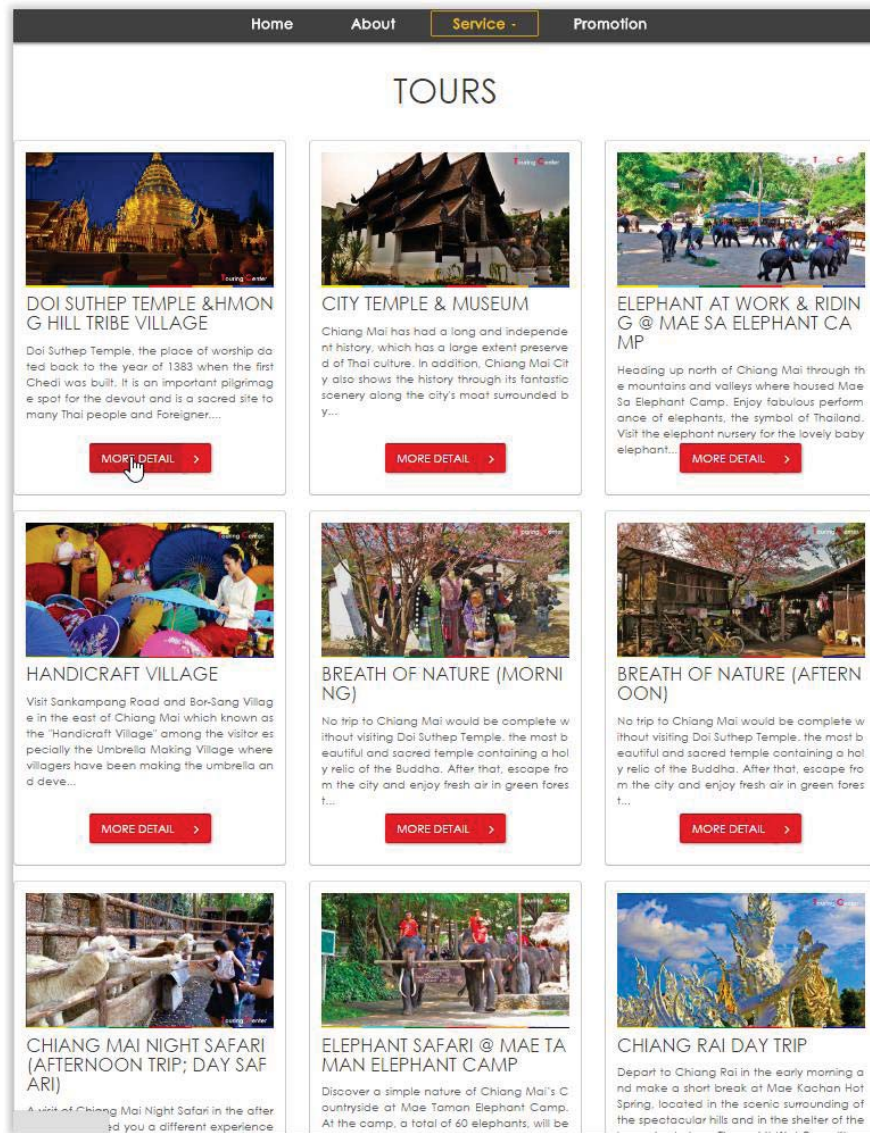 Home About Service - Promotion
TOURS
DOI SUTHEP TEMPLE &HMON
G HILL TRIBE VILLAGE
Doi Suthep Temple, the place of worship da
ted back to the year of 1383 when the first
Chedi was built. It is an important pilgrimag
e spot for the devout and is a sacred site to
many Thai people and Foreigner....
MORE DETAIL >
CITY TEMPLE & MUSEUM
Chiang Mai has had a long and independe
nt history, which has a large extent preserve
d of Thai culture. In addition, Chiang Mai Cit
y also shows the history through its fantastic
scenery along the city's moat surrounded b
y...
MORE DETAIL >
ELEPHANT AT WORK & RIDIN
G @ MAE SA ELEPHANT CA
MP
Heading up north of Chiang Mai through th
e mountains and valleys where housed Mae
Sa Elephant Camp. Enjoy fabulous perform
ance of elephants, the symbol of Thailand.
Visit the elephant nursery for the lovely baby
elephant...
MORE DETAIL >
HANDICRAFT VILLAGE
Visit Sankampang Road and Bor-Sang Villag
e in the east of Chiang Mai which known as
the "Handicraft Village" among the visitor es
pecially the Umbrella Making Village where
villagers have been making the umbrella an
d deve...
MORE DETAIL >
BREATH OF NATURE (MORNI
NG)
No trip to Chiang Mai would be complete w
ithout visiting Doi Suthep Temple. the most b
eautiful and sacred temple containing a hol
y relic of the Buddha. After that, escape fro
m the city and enjoy fresh air in green fores
t...
MORE DETAIL >
BREATH OF NATURE (AFTERN
OON)
No trip to Chiang Mai would be complete w
ithout visiting Doi Suthep Temple. the most b
eautiful and sacred temple containing a hol
y relic of the Buddha. After that, escape fro
m the city and enjoy fresh air in green fores
t...
MORE DETAIL >
CHIANG MAI NIGHT SAFARI
(AFTERNOON TRIP; DAY SAF
ARI)
A visit of Chiang Mai Night Safari in the after
ed you a different experience
ELEPHANT SAFARI @ MAE TA
MAN ELEPHANT CAMP
Discover a simple nature of Chiang Mai's C
ountryside at Mae Taman Elephant Camp.
At the camp, a total of 60 elephants, will be
CHIANG RAI DAY TRIP
Depart to Chiang Rai in the early morning a
nd make a short break at Mae Kachan Hot
Spring, located in the scenic surrounding of
the spectacular hills and in the shelter of the